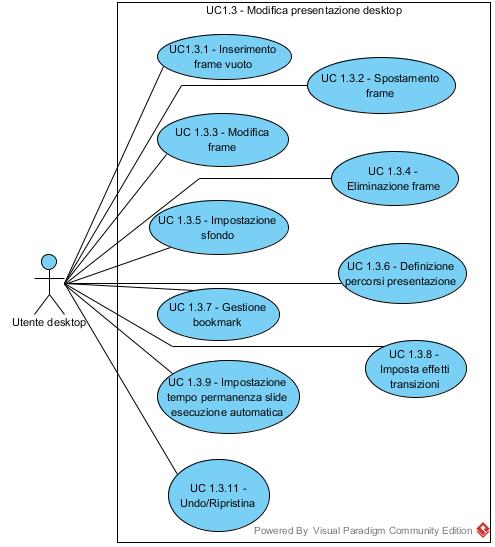 UC1.3 - Modifica presentazione desktop
UC1.3.1 - Inserimento
frame vuoto
UC 1.3.2 - Spostamento
frame
UC 1.3.3 - Modifica
frame
UC 1.3.4 -
Eliminazione frame
UC 1.3.5 - Impostazione
sfondo
UC 1.3.6 - Definizione
percorsi presentazione
Utente desktop
UC 1.3.7 - Gestione
bookmark
UC 1.3.8 -
Imposta effetti
transizioni
UC 1.3.9 - Impostazione
tempo permanenza slide
esecuzione automatica
UC 1.3.11 -
Undo/Ripristina
Powered By Visual Paradigm Community Edition